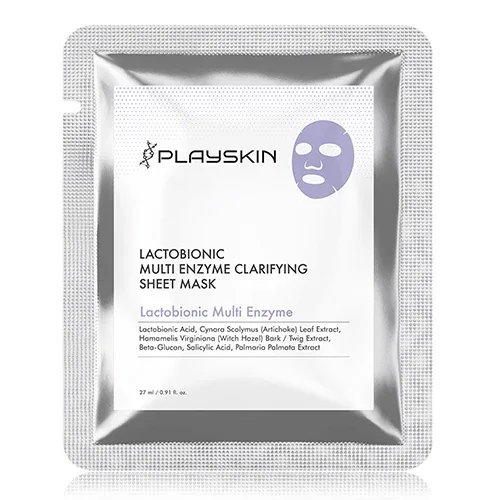 PLAYSKIN
LACTOBIONIC
MULTI ENZYME CLARIFYING
SHEET MASK
Lactobionic Multi Enzyme
Lactobionic Acid, Cynara Scolymus (Artichoke) Leaf Extract,
Hamamelis Virginiana (Witch Hazel) Bark / Twig Extract,
Beta-Glucan, Salicylic Acid, Palmaria Palmata Extract
27 ml / 0.91 fl. oz.